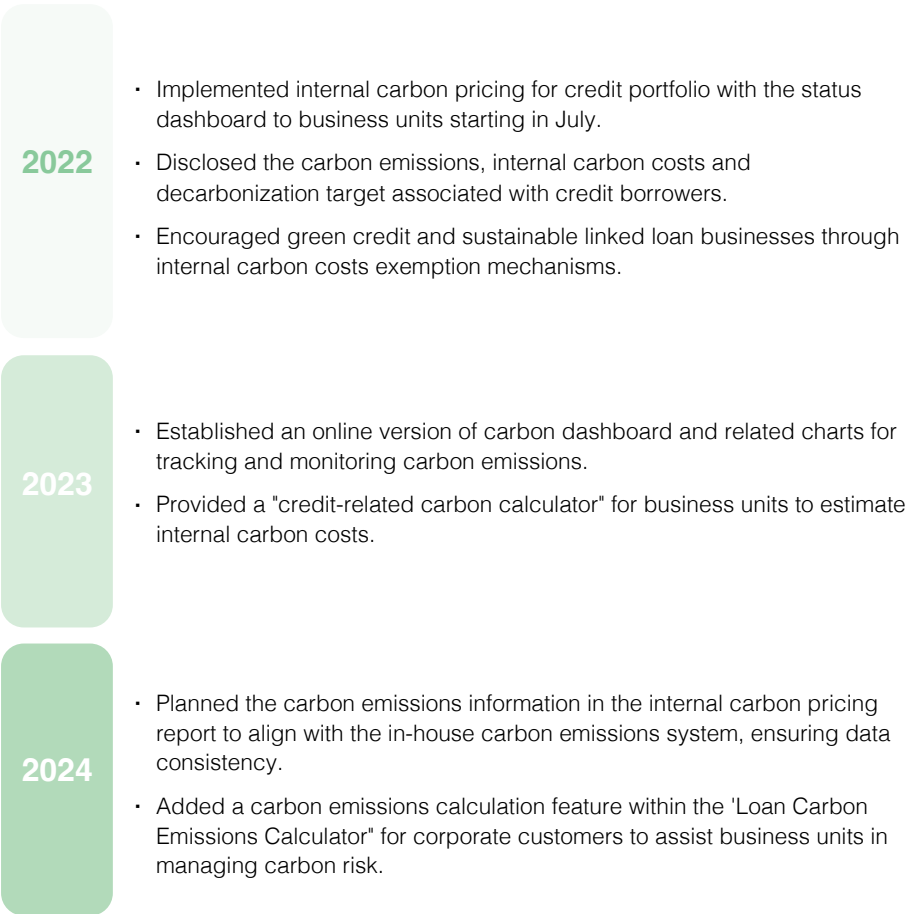 2022
· Implemented internal carbon pricing for credit portfolio with the status
dashboard to business units starting in July.
· Disclosed the carbon emissions, internal carbon costs and
decarbonization target associated with credit borrowers.
· Encouraged green credit and sustainable linked loan businesses through
internal carbon costs exemption mechanisms.
2023
· Established an online version of carbon dashboard and related charts for
tracking and monitoring carbon emissions.
· Provided a "credit-related carbon calculator" for business units to estimate
internal carbon costs.
2024
· Planned the carbon emissions information in the internal carbon pricing
report to align with the in-house carbon emissions system, ensuring data
consistency.
· Added a carbon emissions calculation feature within the 'Loan Carbon
Emissions Calculator" for corporate customers to assist business units in
managing carbon risk.